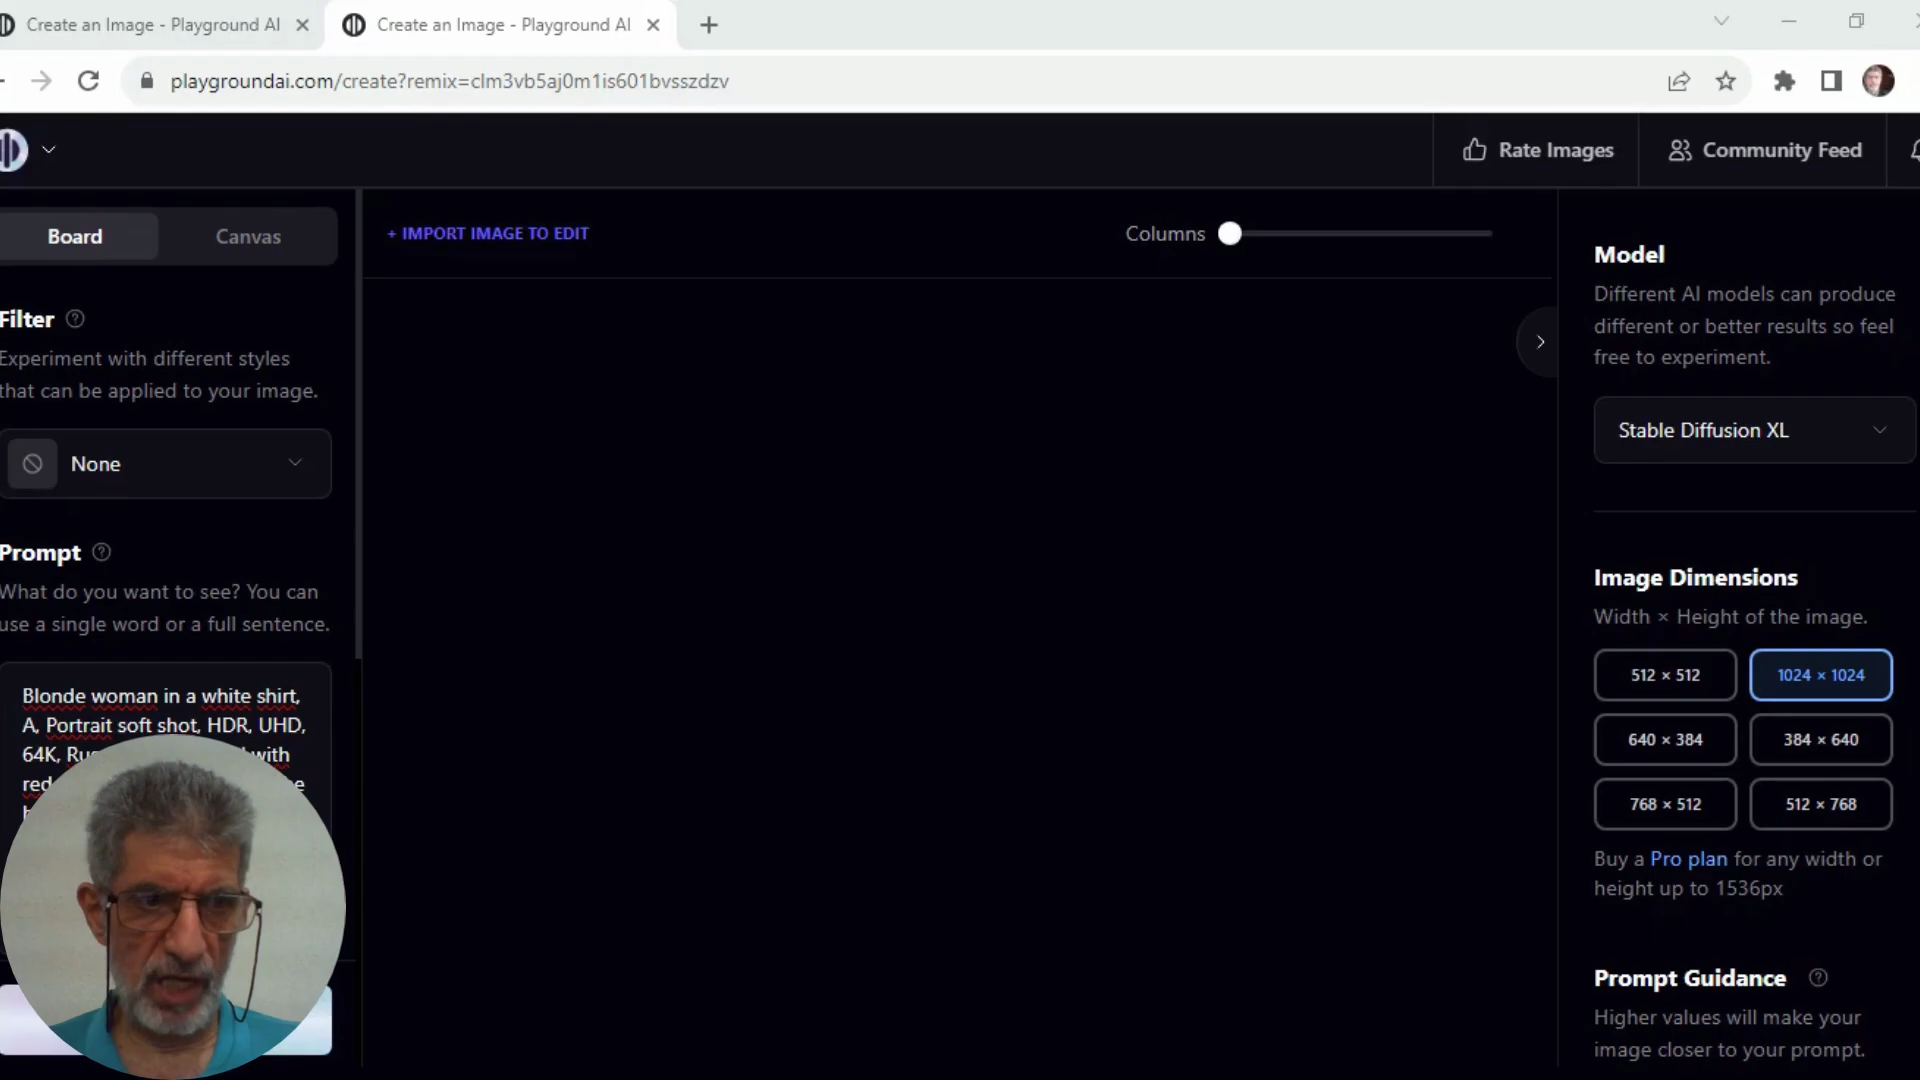 Create an Image - Playground AI
Create an Image - Playground AI
playgroundai.com/create?remix=clm3vb5aj0m1is601bvsszdzv
Rate Images
Community Feed
Board
Canvas
+ IMPORT IMAGE TO EDIT
Columns
Filter
Experiment with different styles
that can be applied to your image.
None
Prompt
What do you want to see? You can
use a single word or a full sentence.
Blonde woman in a white shirt,
A, Portrait soft shot, HDR, UHD,
64K, with
red
Model
Different AI models can produce
different or better results so feel
free to experiment.
Stable Diffusion XL
Image Dimensions
Width × Height of the image.
512 × 512
1024 × 1024
640 × 384
384 × 640
768 × 512
512 × 768
Buy a Pro plan for any width or
height up to 1536px
Prompt Guidance
Higher values will make your
image closer to your prompt.